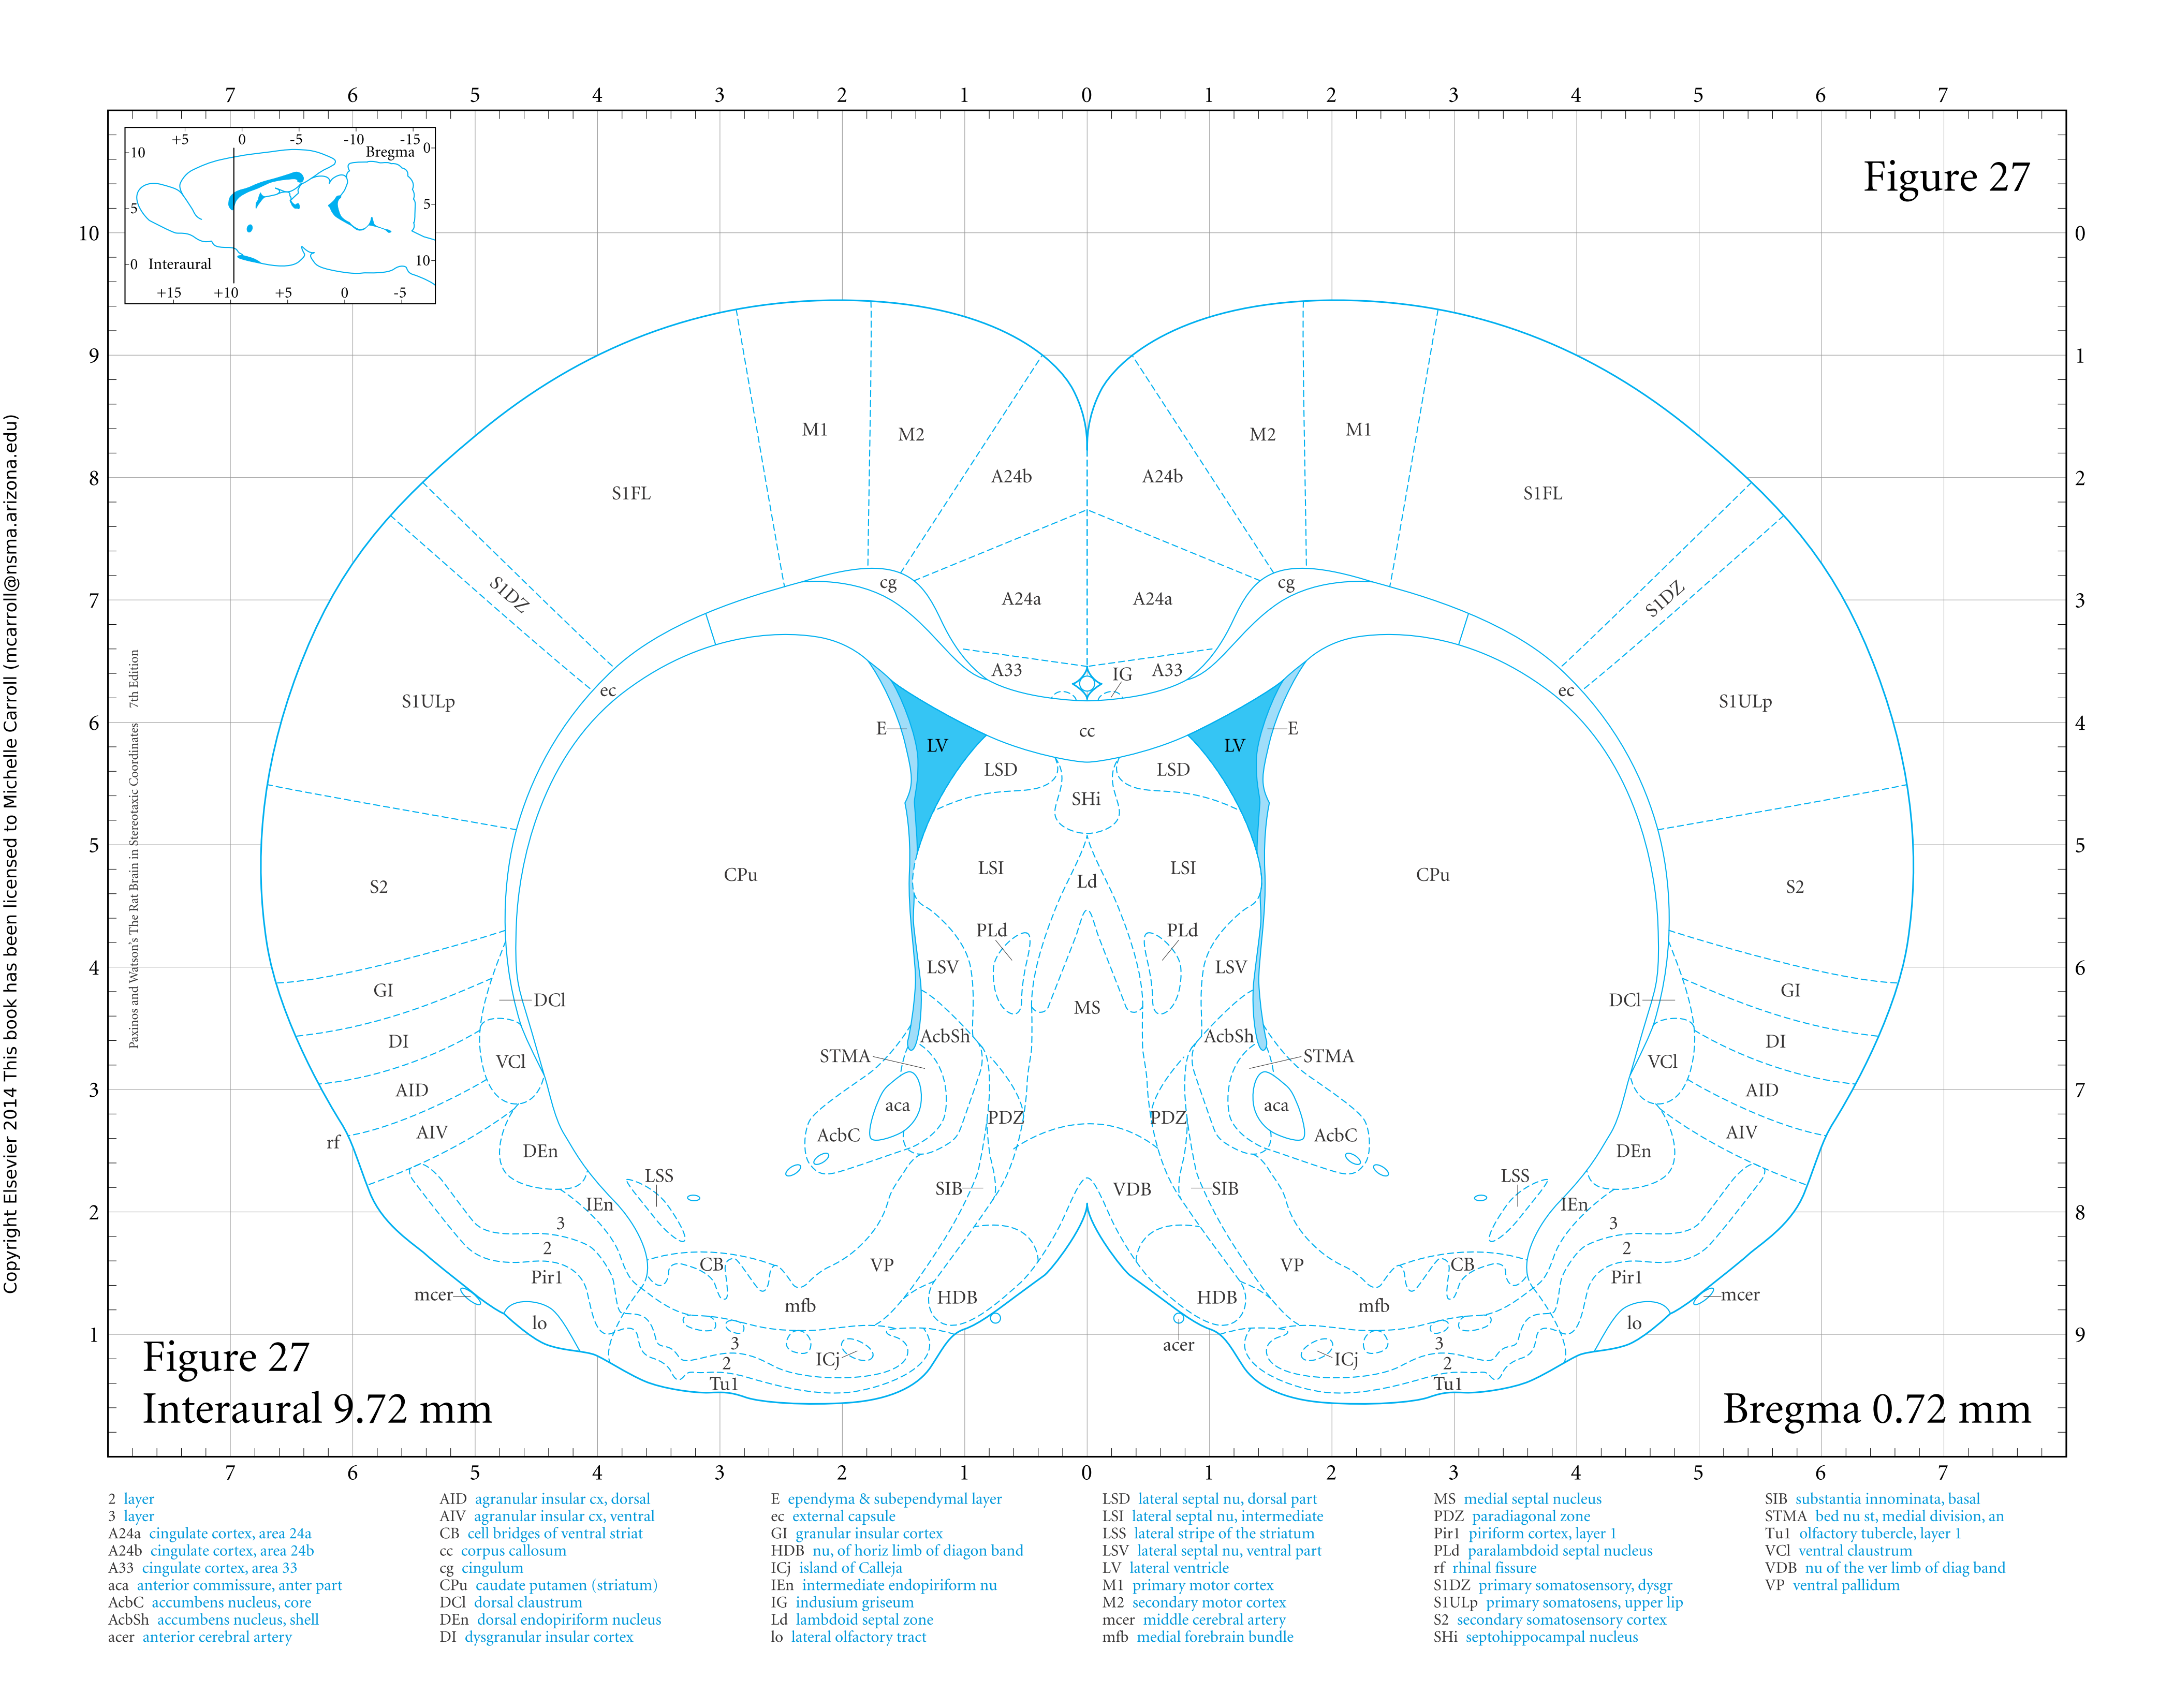 7 6 5 4 3 2 1 0 1 2 3 4 5 6 7
+5 0 -5 -10 -15
10 Bregma 0
5 5
0 Interaural 10
+15 +10 +5 0 -5
Figure 27
10 0
9 1
8 2
7 3
6 4
5 5
4 6
3 7
2 8
1 9
M1 M2 M2 M1
A24b A24b
S1FL S1FL
cg cg
S1DZ A24a A24a S1DZ
A33 IG A33
ec ec
S1ULp S1ULp
E cc E
LV LV
LSD LSD
SHi
CPu LSI Ld LSI CPu
S2 S2
PLd PLd
LSV LSV
GI GI
DCl MS DCl
DI AcbSh AcbSh DI
STMA STMA
VCl VCl
AID AID
aca aca
PDZ PDZ
rf AIV AcbC AcbC AIV
DEn DEn
LSS LSS
SIB VDB SIB
IEn IEn
3 3
2 2
CB VP VP CB
Pir1 Pir1
mcer HDB HDB mcer
mfb mfb
lo lo
3 acer 3
ICj ICj
2 2
Tu1 Tu1
Figure 27
Interaural 9.72 mm
Bregma 0.72 mm
7 6 5 4 3 2 1 0 1 2 3 4 5 6 7
Copyright Elsevier 2014 This book has been licensed to Michelle Carroll (mcarroll@nsma.arizona.edu)
Paxinos and Watson's The Rat Brain in Stereotaxic Coordinates 7th Edition
2 layer
3 layer
A24a cingulate cortex, area 24a
A24b cingulate cortex, area 24b
A33 cingulate cortex, area 33
aca anterior commissure, anter part
AcbC accumbens nucleus, core
AcbSh accumbens nucleus, shell
acer anterior cerebral artery
AID agranular insular cx, dorsal
AIV agranular insular cx, ventral
CB cell bridges of ventral striat
cc corpus callosum
cg cingulum
CPu caudate putamen (striatum)
DCl dorsal claustrum
DEn dorsal endopiriform nucleus
DI dysgranular insular cortex
E ependyma & subependymal layer
ec external capsule
GI granular insular cortex
HDB nu, of horiz limb of diagon band
ICj island of Calleja
IEn intermediate endopiriform nu
IG indusium griseum
Ld lambdoid septal zone
lo lateral olfactory tract
LSD lateral septal nu, dorsal part
LSI lateral septal nu, intermediate
LSS lateral stripe of the striatum
LSV lateral septal nu, ventral part
LV lateral ventricle
M1 primary motor cortex
M2 secondary motor cortex
mcer middle cerebral artery
mfb medial forebrain bundle
MS medial septal nucleus
PDZ paradiagonal zone
Pir1 piriform cortex, layer 1
PLd paralambdoid septal nucleus
rf rhinal fissure
S1DZ primary somatosensory, dysgr
S1ULp primary somatosens, upper lip
S2 secondary somatosensory cortex
SHi septohippocampal nucleus
SIB substantia innominata, basal
STMA bed nu st, medial division, an
Tu1 olfactory tubercle, layer 1
VCl ventral claustrum
VDB nu of the ver limb of diag band
VP ventral pallidum